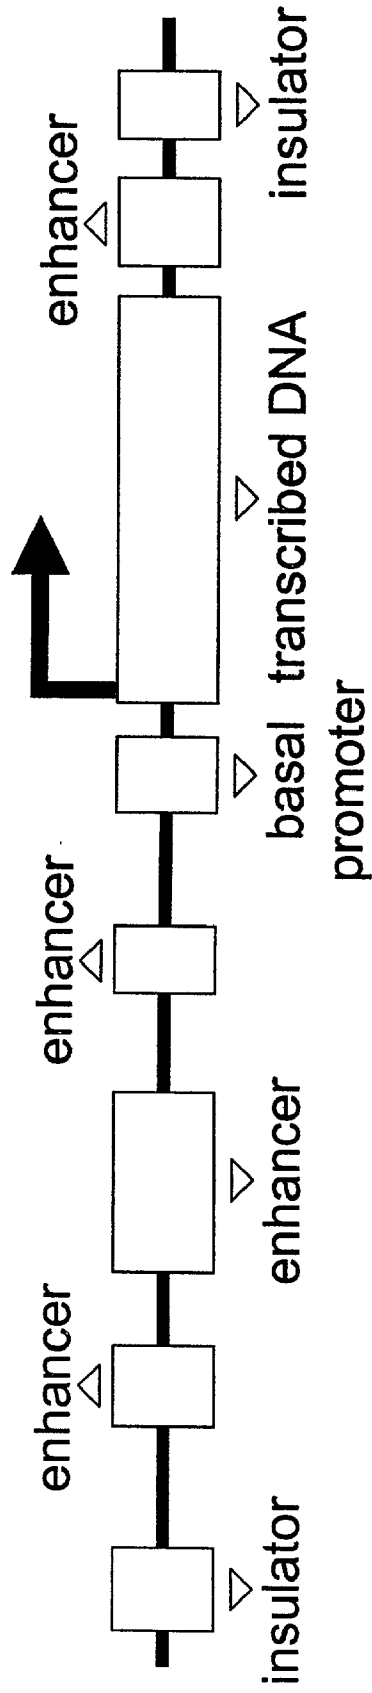 insulator
enhancer
enhancer
enhancer
basal
promoter
transcribed DNA
enhancer
insulator